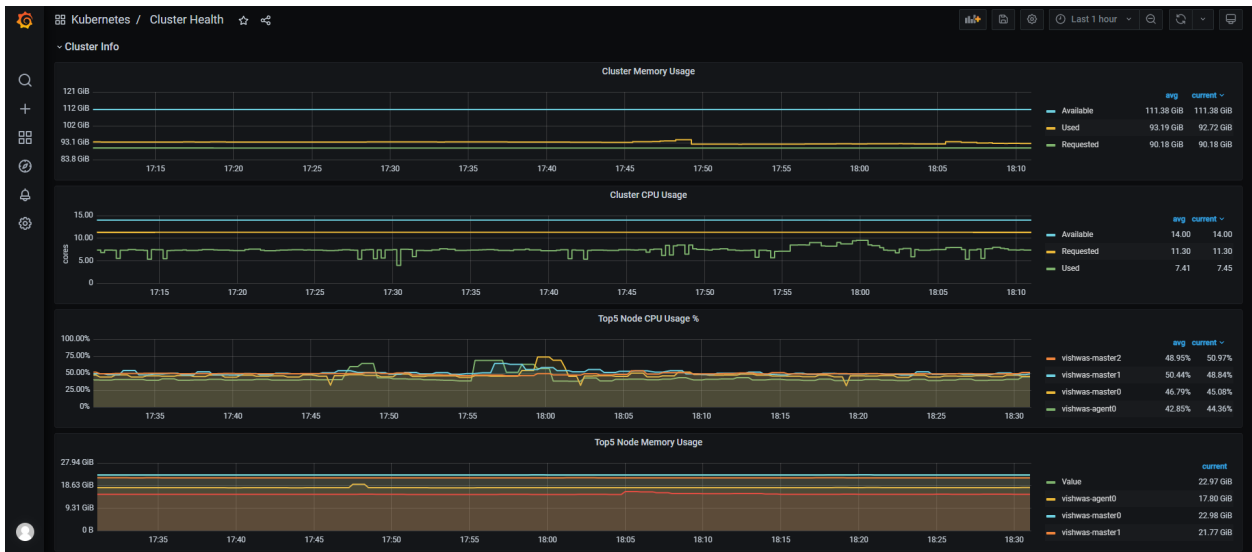 Kubernetes / Cluster Health
Last 1 hour
Cluster Info
Cluster Memory Usage
121 GiB
112 GiB
102 GiB
93.1 GiB
83.8 GiB
17:15 17:20 17:25 17:30 17:35 17:40 17:45 17:50 17:55 18:00 18:05 18:10
avg current
Available 111.38 GiB 111.38 GiB
Used 93.19 GiB 92.72 GiB
Requested 90.18 GiB 90.18 GiB
Cluster CPU Usage
cores
15.00
10.00
5.00
0
17:15 17:20 17:25 17:30 17:35 17:40 17:45 17:50 17:55 18:00 18:05 18:10
avg current
Available 14.00 14.00
Requested 11.30 11.30
Used 7.41 7.45
Top5 Node CPU Usage %
100.00%
75.00%
50.00%
25.00%
0%
17:35 17:40 17:45 17:50 17:55 18:00 18:05 18:10 18:15 18:20 18:25 18:30
avg current
vishwas-master2 48.95% 50.97%
vishwas-master1 50.44% 48.84%
vishwas-master0 46.79% 45.08%
vishwas-agent0 42.85% 44.36%
Top5 Node Memory Usage
27.94 GiB
18.63 GiB
9.31 GiB
0 B
17:35 17:40 17:45 17:50 17:55 18:00 18:05 18:10 18:15 18:20 18:25 18:30
current
Value 22.97 GiB
vishwas-agent0 17.80 GiB
vishwas-master0 22.98 GiB
vishwas-master1 21.77 GiB